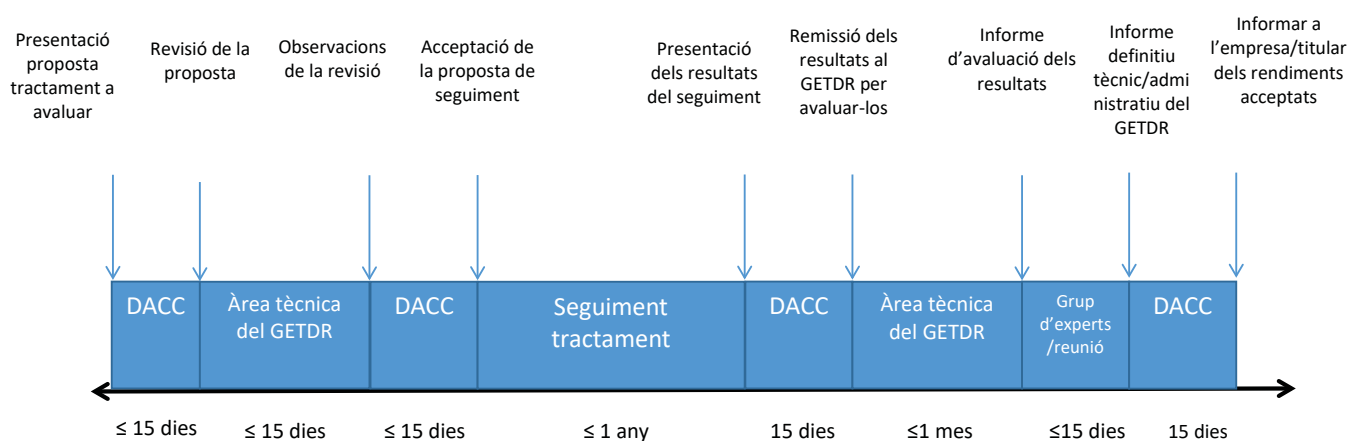 Presentació
proposta
tractament a
avaluar
Revisió de la
proposta
Observacions
de la revisió
Acceptació de
la proposta de
seguiment
Presentació
dels resultats
del seguiment
Remissió dels
resultats al
GETDR per
avaluar-los
Informe
d’avaluació dels
resultats
Informe
definitiu
tècnic/admi
nistratiu del
GETDR
Informar a
l’empresa/titular
dels rendiments
acceptats
DACC
Àrea tècnica
del GETDR
DACC
Seguiment
tractament
DACC
Àrea tècnica
del GETDR
Grup
d’experts
/reunió
DACC
≤ 15 dies
≤ 15 dies
≤ 15 dies
≤ 1 any
15 dies
≤1 mes
≤15 dies
15 dies